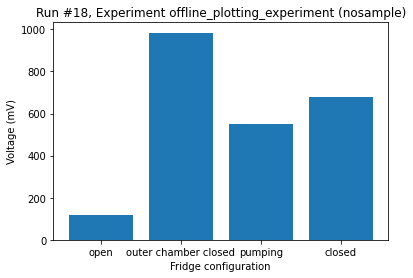 Run #18, Experiment offline_plotting_experiment (nosample)
1000
800
600
400
200
0
Voltage (mV)
open outer chamber closed pumping closed
Fridge configuration